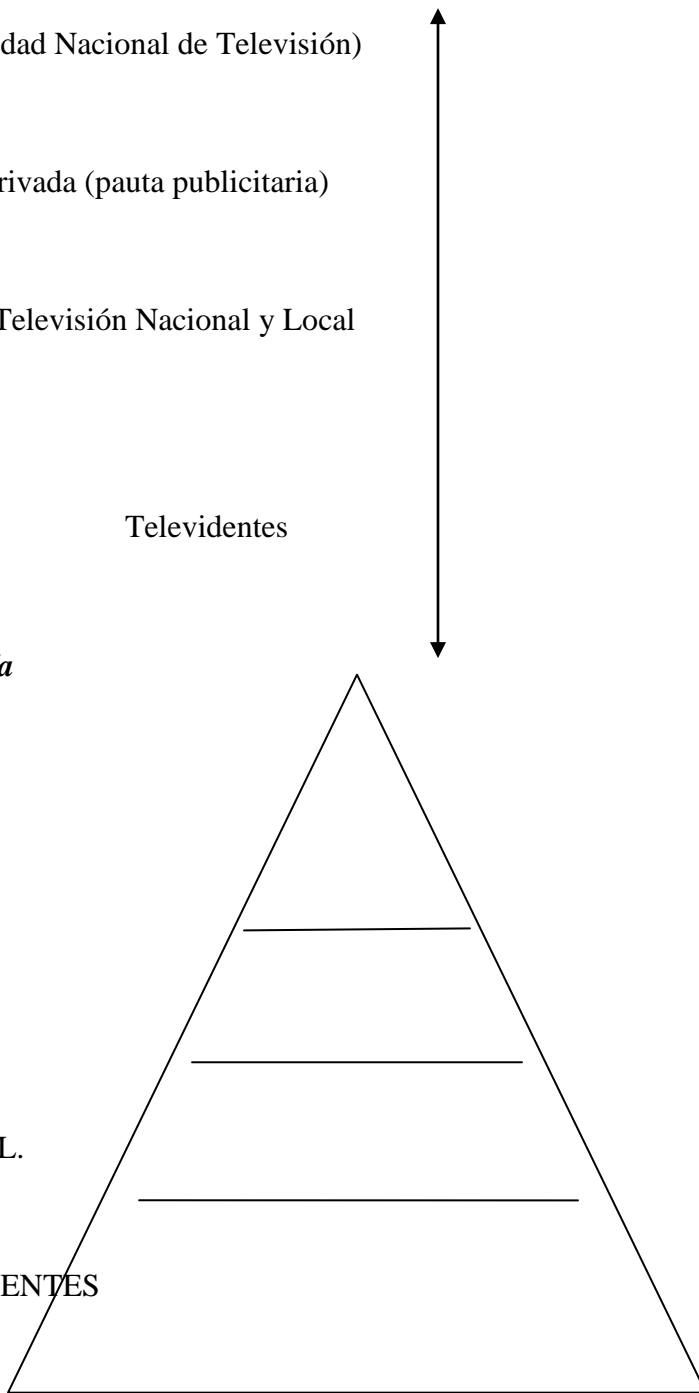 dad Nacional de Televisión)
rivada (pauta publicitaria)
Televisión Nacional y Local
Televidentes
a
L.
ENTES